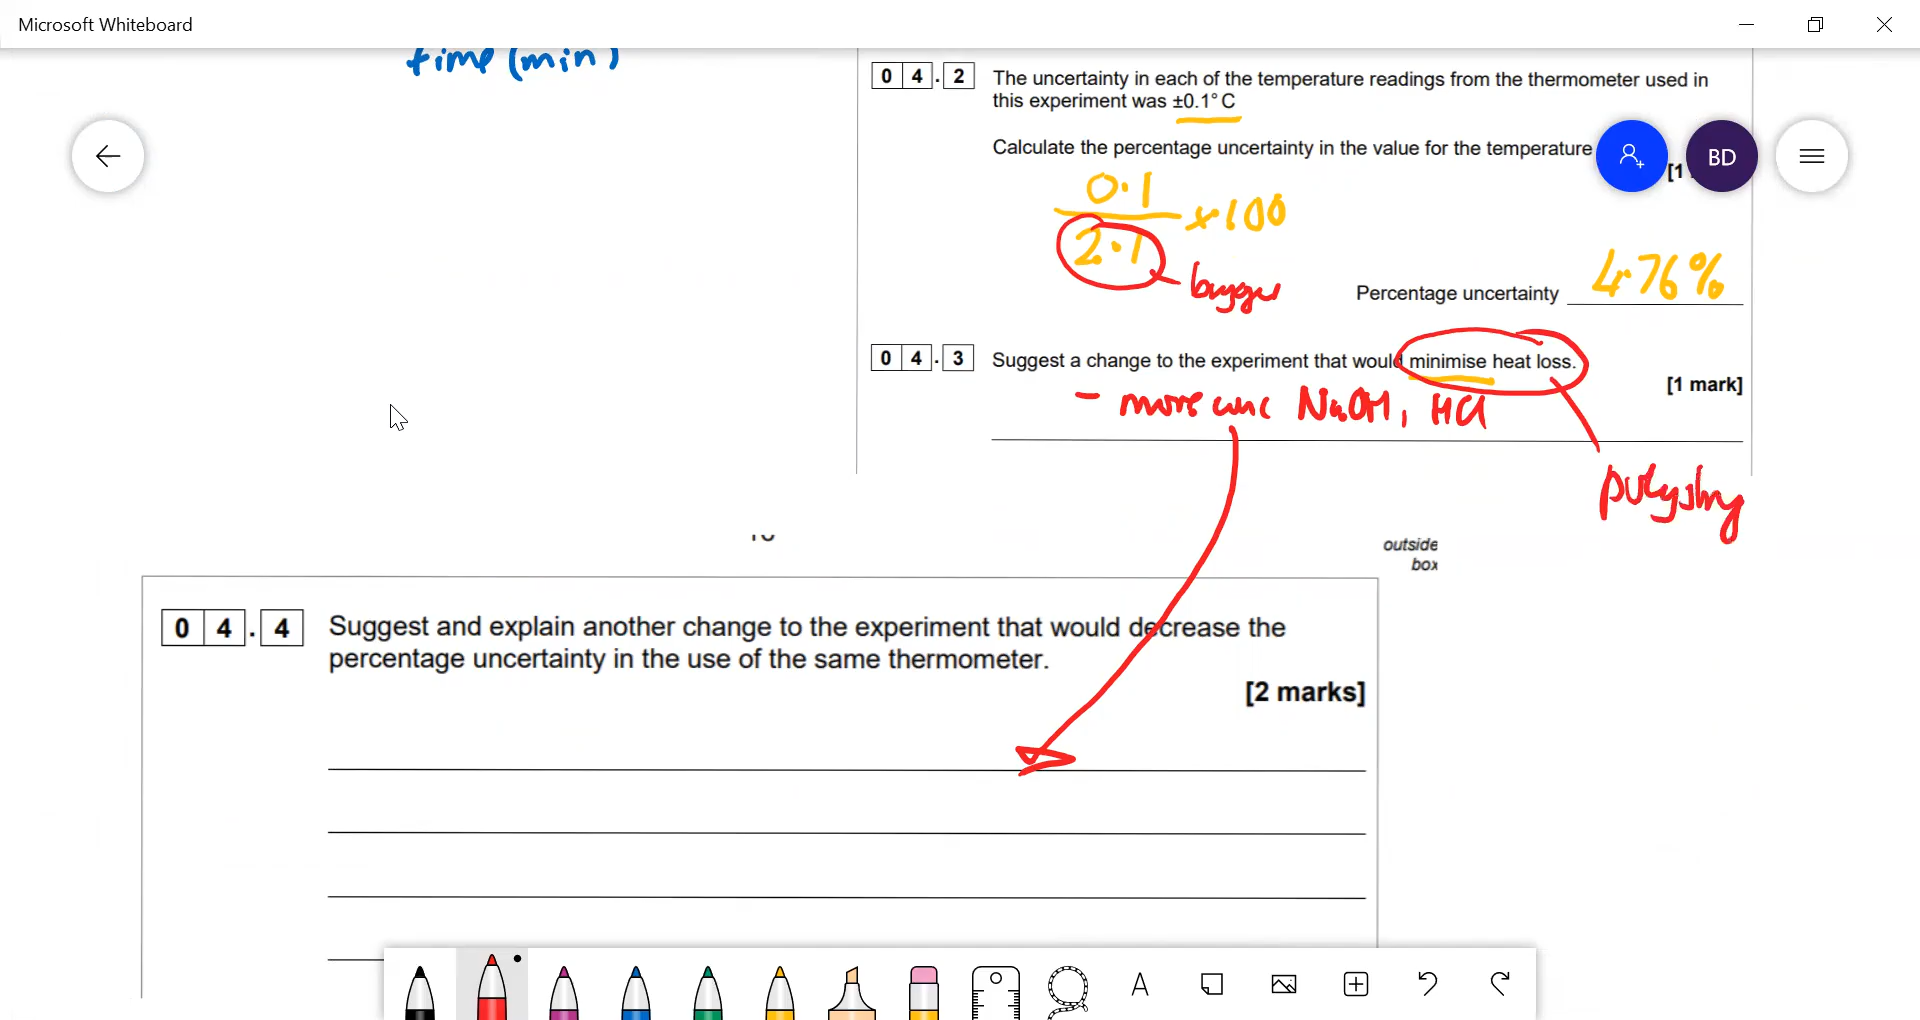 Microsoft Whiteboard
time (min)
0 4 . 2 The uncertainty in each of the temperature readings from the thermometer used in
this experiment was ±0.1° C
Calculate the percentage uncertainty in the value for the temperature
[1
BD
0.1
2.1
×100
bigger
4.76%
Percentage uncertainty
0 4 . 3 Suggest a change to the experiment that would minimise heat loss.
[1 mark]
- more conc NaOH, HCl
outside
box
0 4 . 4 Suggest and explain another change to the experiment that would decrease the
percentage uncertainty in the use of the same thermometer.
[2 marks]
A